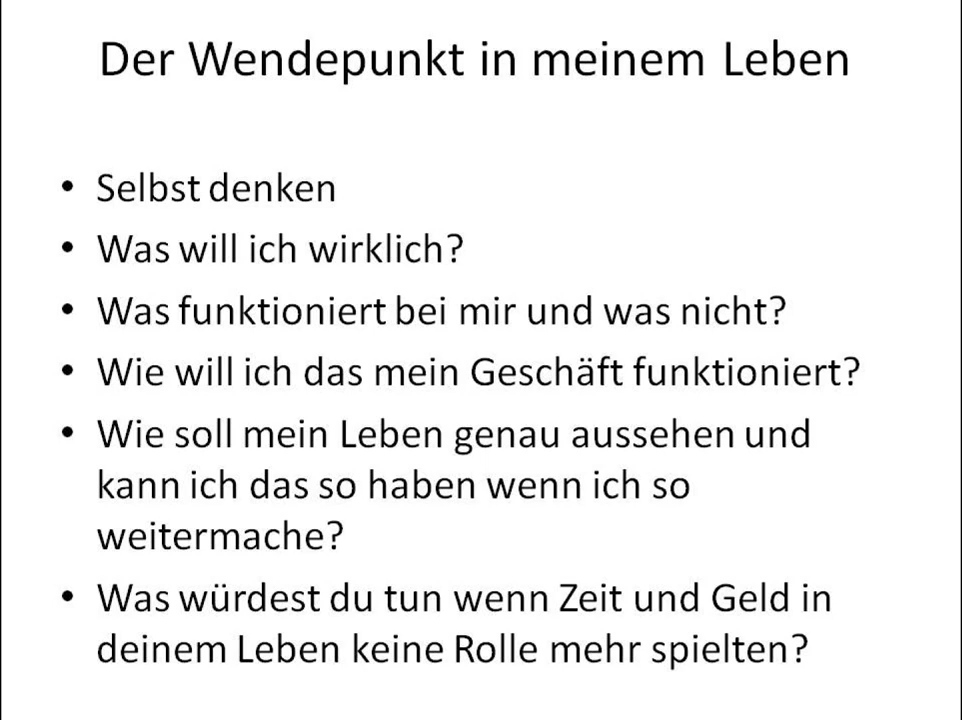 Der Wendepunkt in meinem Leben
• Selbst denken
• Was will ich wirklich?
• Was funktioniert bei mir und was nicht?
• Wie will ich das mein Geschäft funktioniert?
• Wie soll mein Leben genau aussehen und
kann ich das so haben wenn ich so
weitermache?
• Was würdest du tun wenn Zeit und Geld in
deinem Leben keine Rolle mehr spielten?